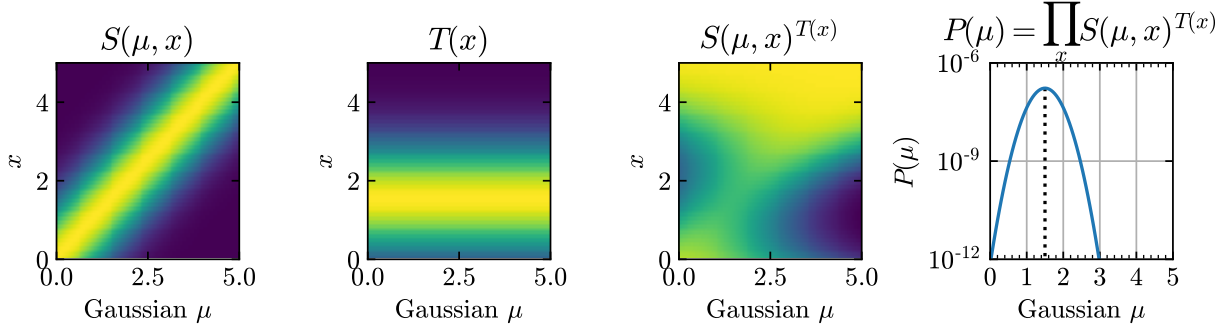 S(μ, x)
4
2
0
x
0.0 2.5 5.0
Gaussian μ
T(x)
4
2
0
x
0.0 2.5 5.0
Gaussian μ
S(μ, x)^{T(x)}
4
2
0
x
0.0 2.5 5.0
Gaussian μ
P(μ) = ∏_x S(μ, x)^{T(x)}
10^{-6}
10^{-9}
10^{-12}
P(μ)
0 1 2 3 4 5
Gaussian μ